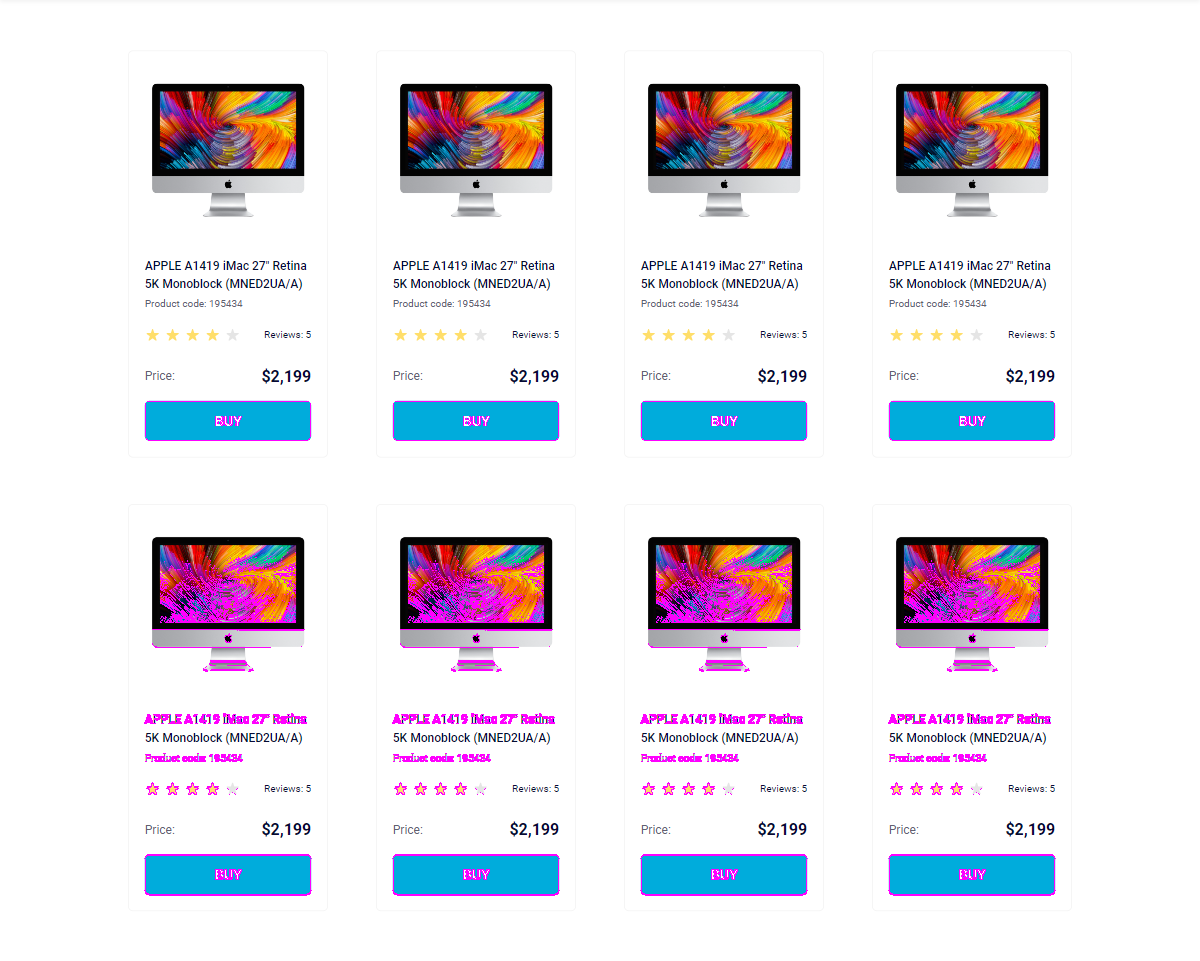 APPLE A1419 iMac 27" Retina
5K Monoblock (MNED2UA/A)
Product code: 195434
Reviews: 5
Price: $2,199
BUY
APPLE A1419 iMac 27" Retina
5K Monoblock (MNED2UA/A)
Product code: 195434
Reviews: 5
Price: $2,199
BUY
APPLE A1419 iMac 27" Retina
5K Monoblock (MNED2UA/A)
Product code: 195434
Reviews: 5
Price: $2,199
BUY
APPLE A1419 iMac 27" Retina
5K Monoblock (MNED2UA/A)
Product code: 195434
Reviews: 5
Price: $2,199
BUY
APPLE A1419 iMac 27" Retina
5K Monoblock (MNED2UA/A)
Product code: 195434
Reviews: 5
Price: $2,199
BUY
APPLE A1419 iMac 27" Retina
5K Monoblock (MNED2UA/A)
Product code: 195434
Reviews: 5
Price: $2,199
BUY
APPLE A1419 iMac 27" Retina
5K Monoblock (MNED2UA/A)
Product code: 195434
Reviews: 5
Price: $2,199
BUY
APPLE A1419 iMac 27" Retina
5K Monoblock (MNED2UA/A)
Product code: 195434
Reviews: 5
Price: $2,199
BUY